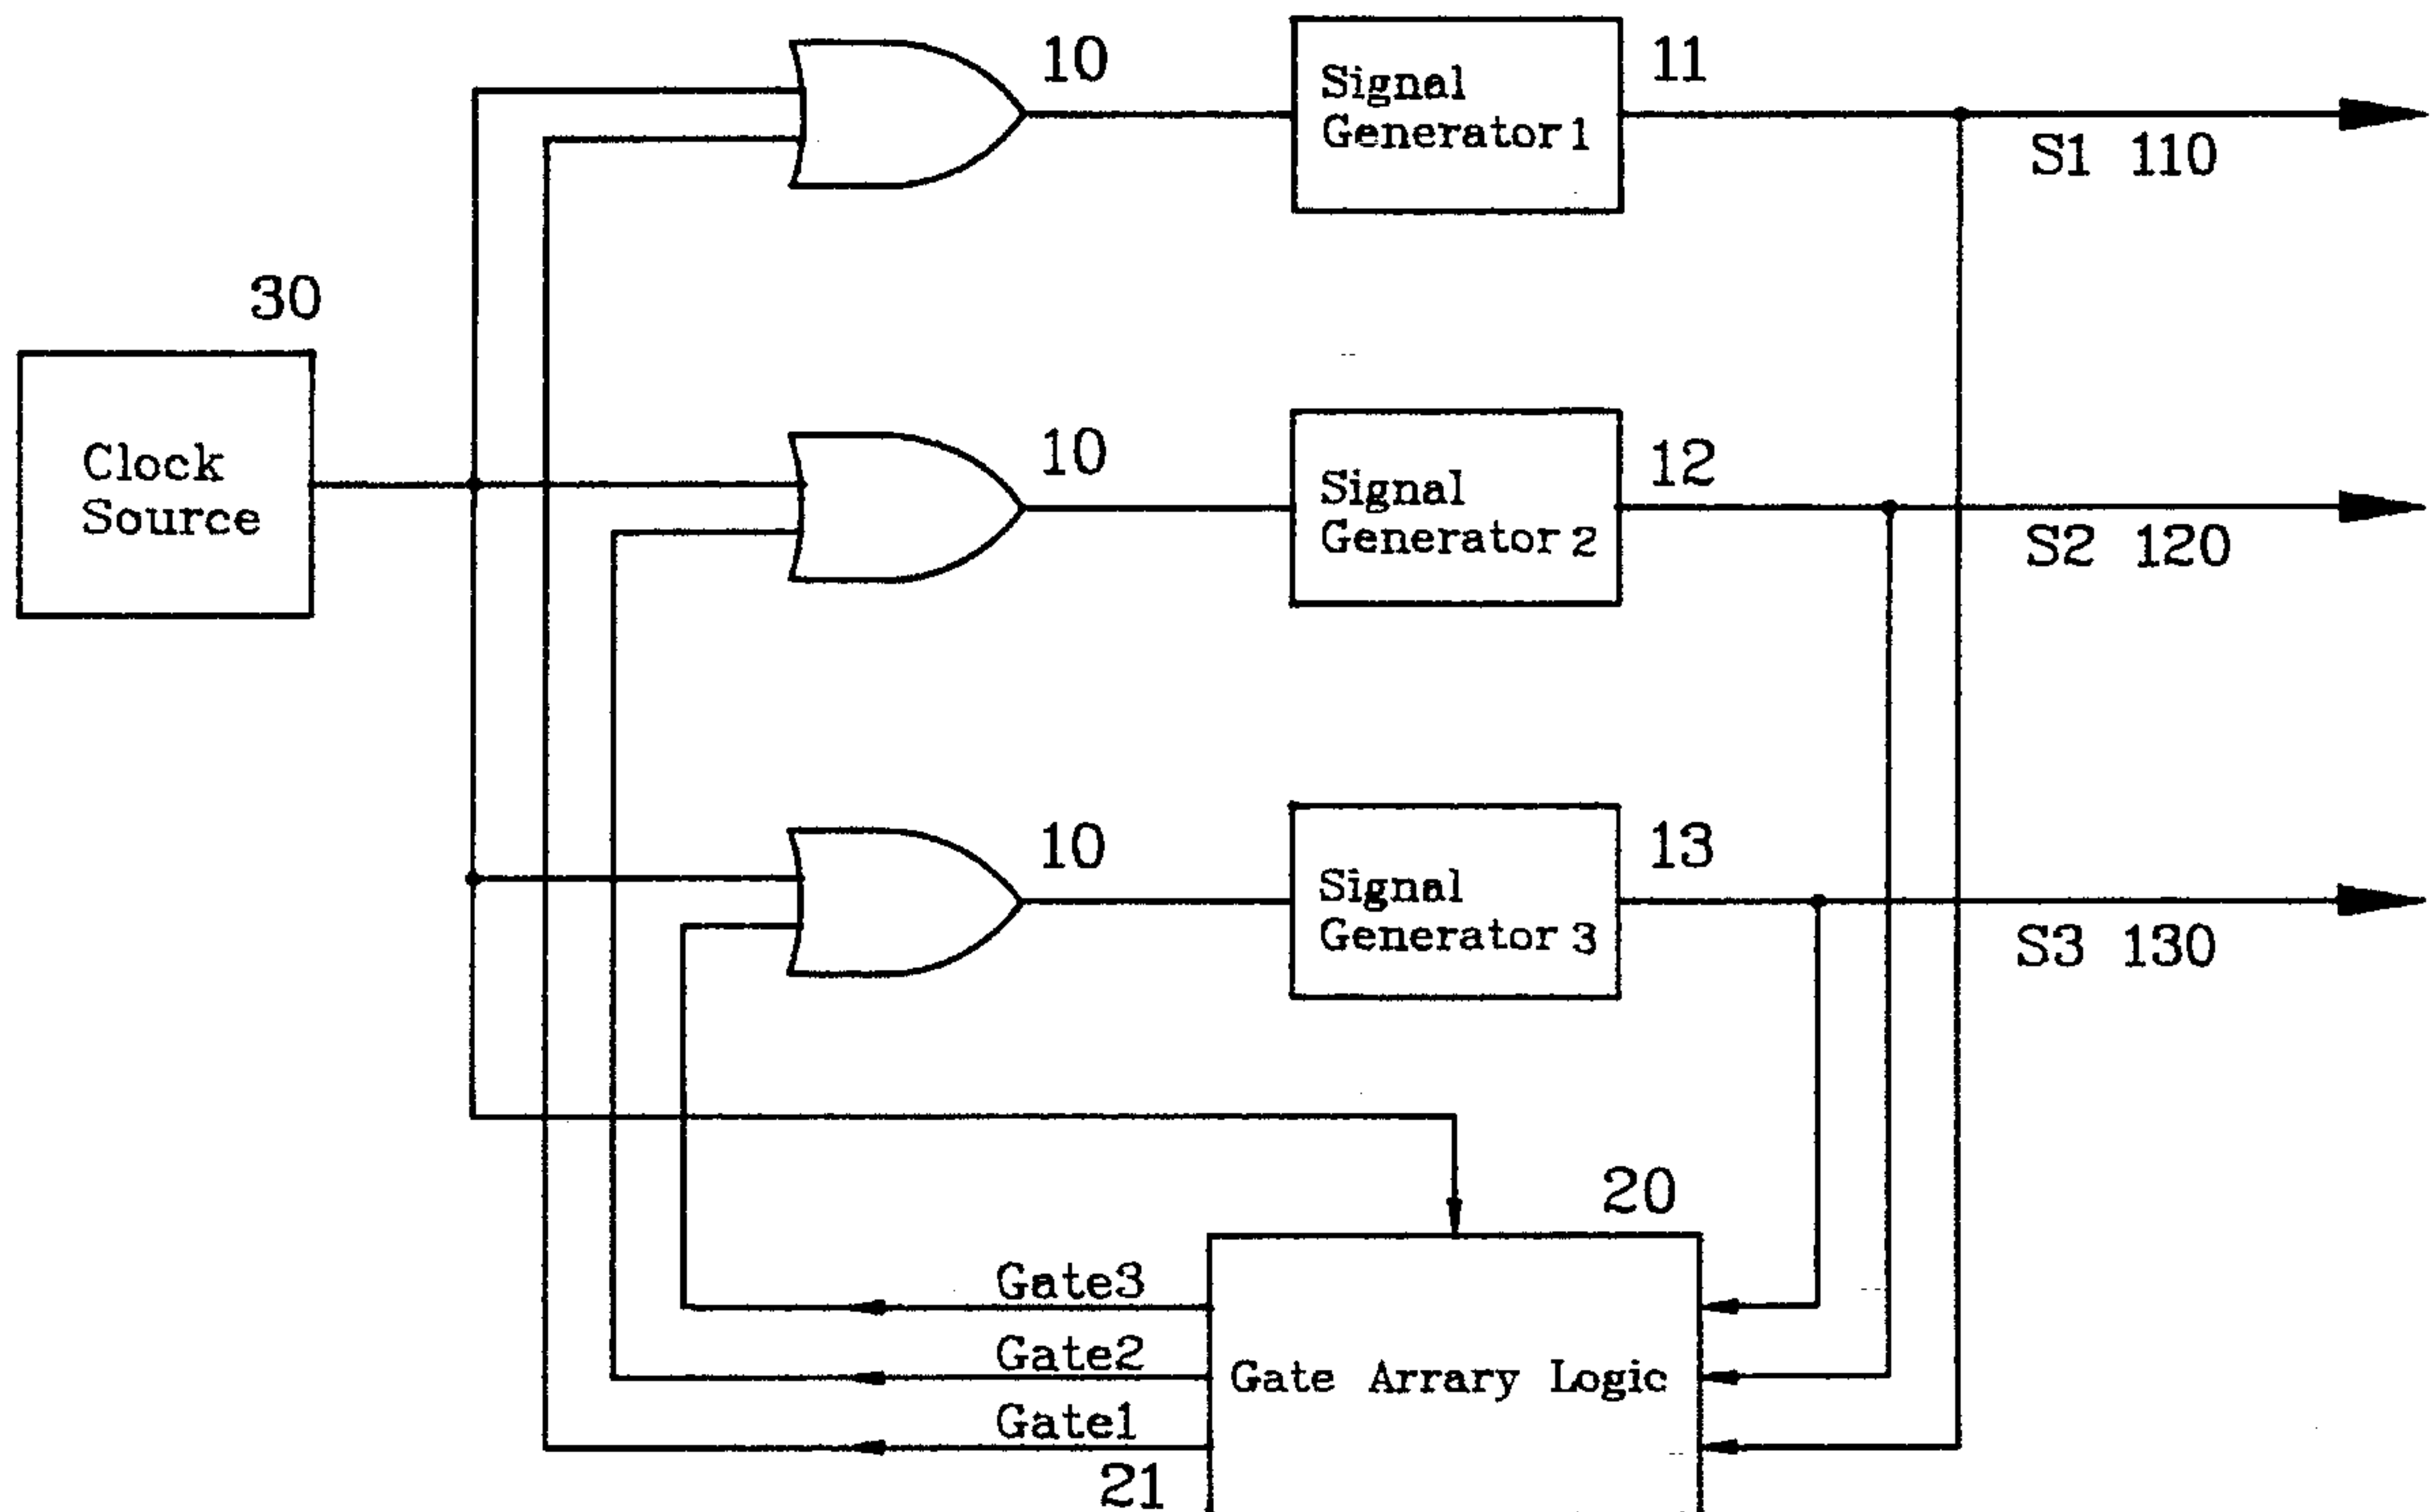 10
Signal
Generator 1
11
S1 110
30
Clock
Source
10
Signal
Generator 2
12
S2 120
10
Signal
Generator 3
13
S3 130
20
Gate3
Gate2
Gate Arrary Logic
Gate1
21